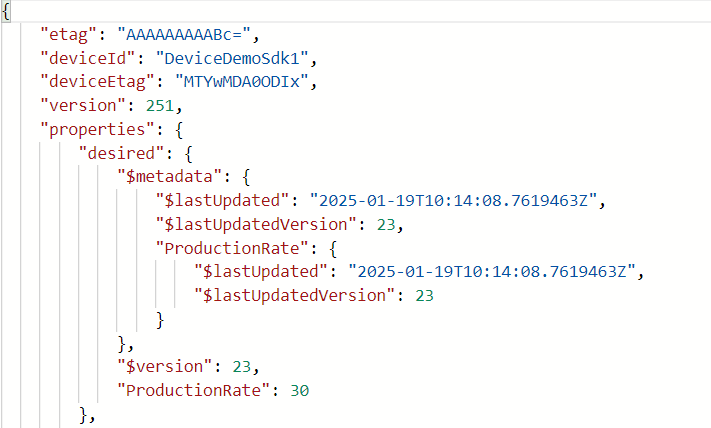 {
"etag": "AAAAAAAAABc=",
"deviceId": "DeviceDemoSdk1",
"deviceEtag": "MTYwMDA0ODIx",
"version": 251,
"properties": {
"desired": {
"$metadata": {
"$lastUpdated": "2025-01-19T10:14:08.7619463Z",
"$lastUpdatedVersion": 23,
"ProductionRate": {
"$lastUpdated": "2025-01-19T10:14:08.7619463Z",
"$lastUpdatedVersion": 23
}
},
"$version": 23,
"ProductionRate": 30
},